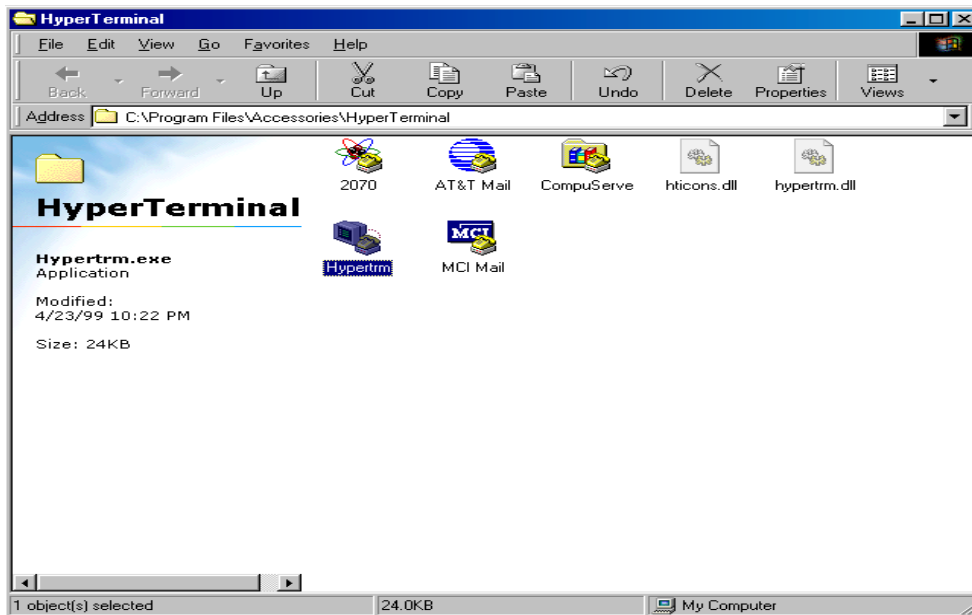 HyperTerminal
File Edit View Go Favorites Help
Back Forward Up Cut Copy Paste Undo Delete Properties Views
Address C:\Program Files\Accessories\HyperTerminal
HyperTerminal
Hypertrm.exe
Application
Modified:
4/23/99 10:22 PM
Size: 24KB
2070 AT&T Mail CompuServe hticons.dll hypertrm.dll
MCI
Hypertrm MCI Mail
1 object(s) selected 24.0KB My Computer